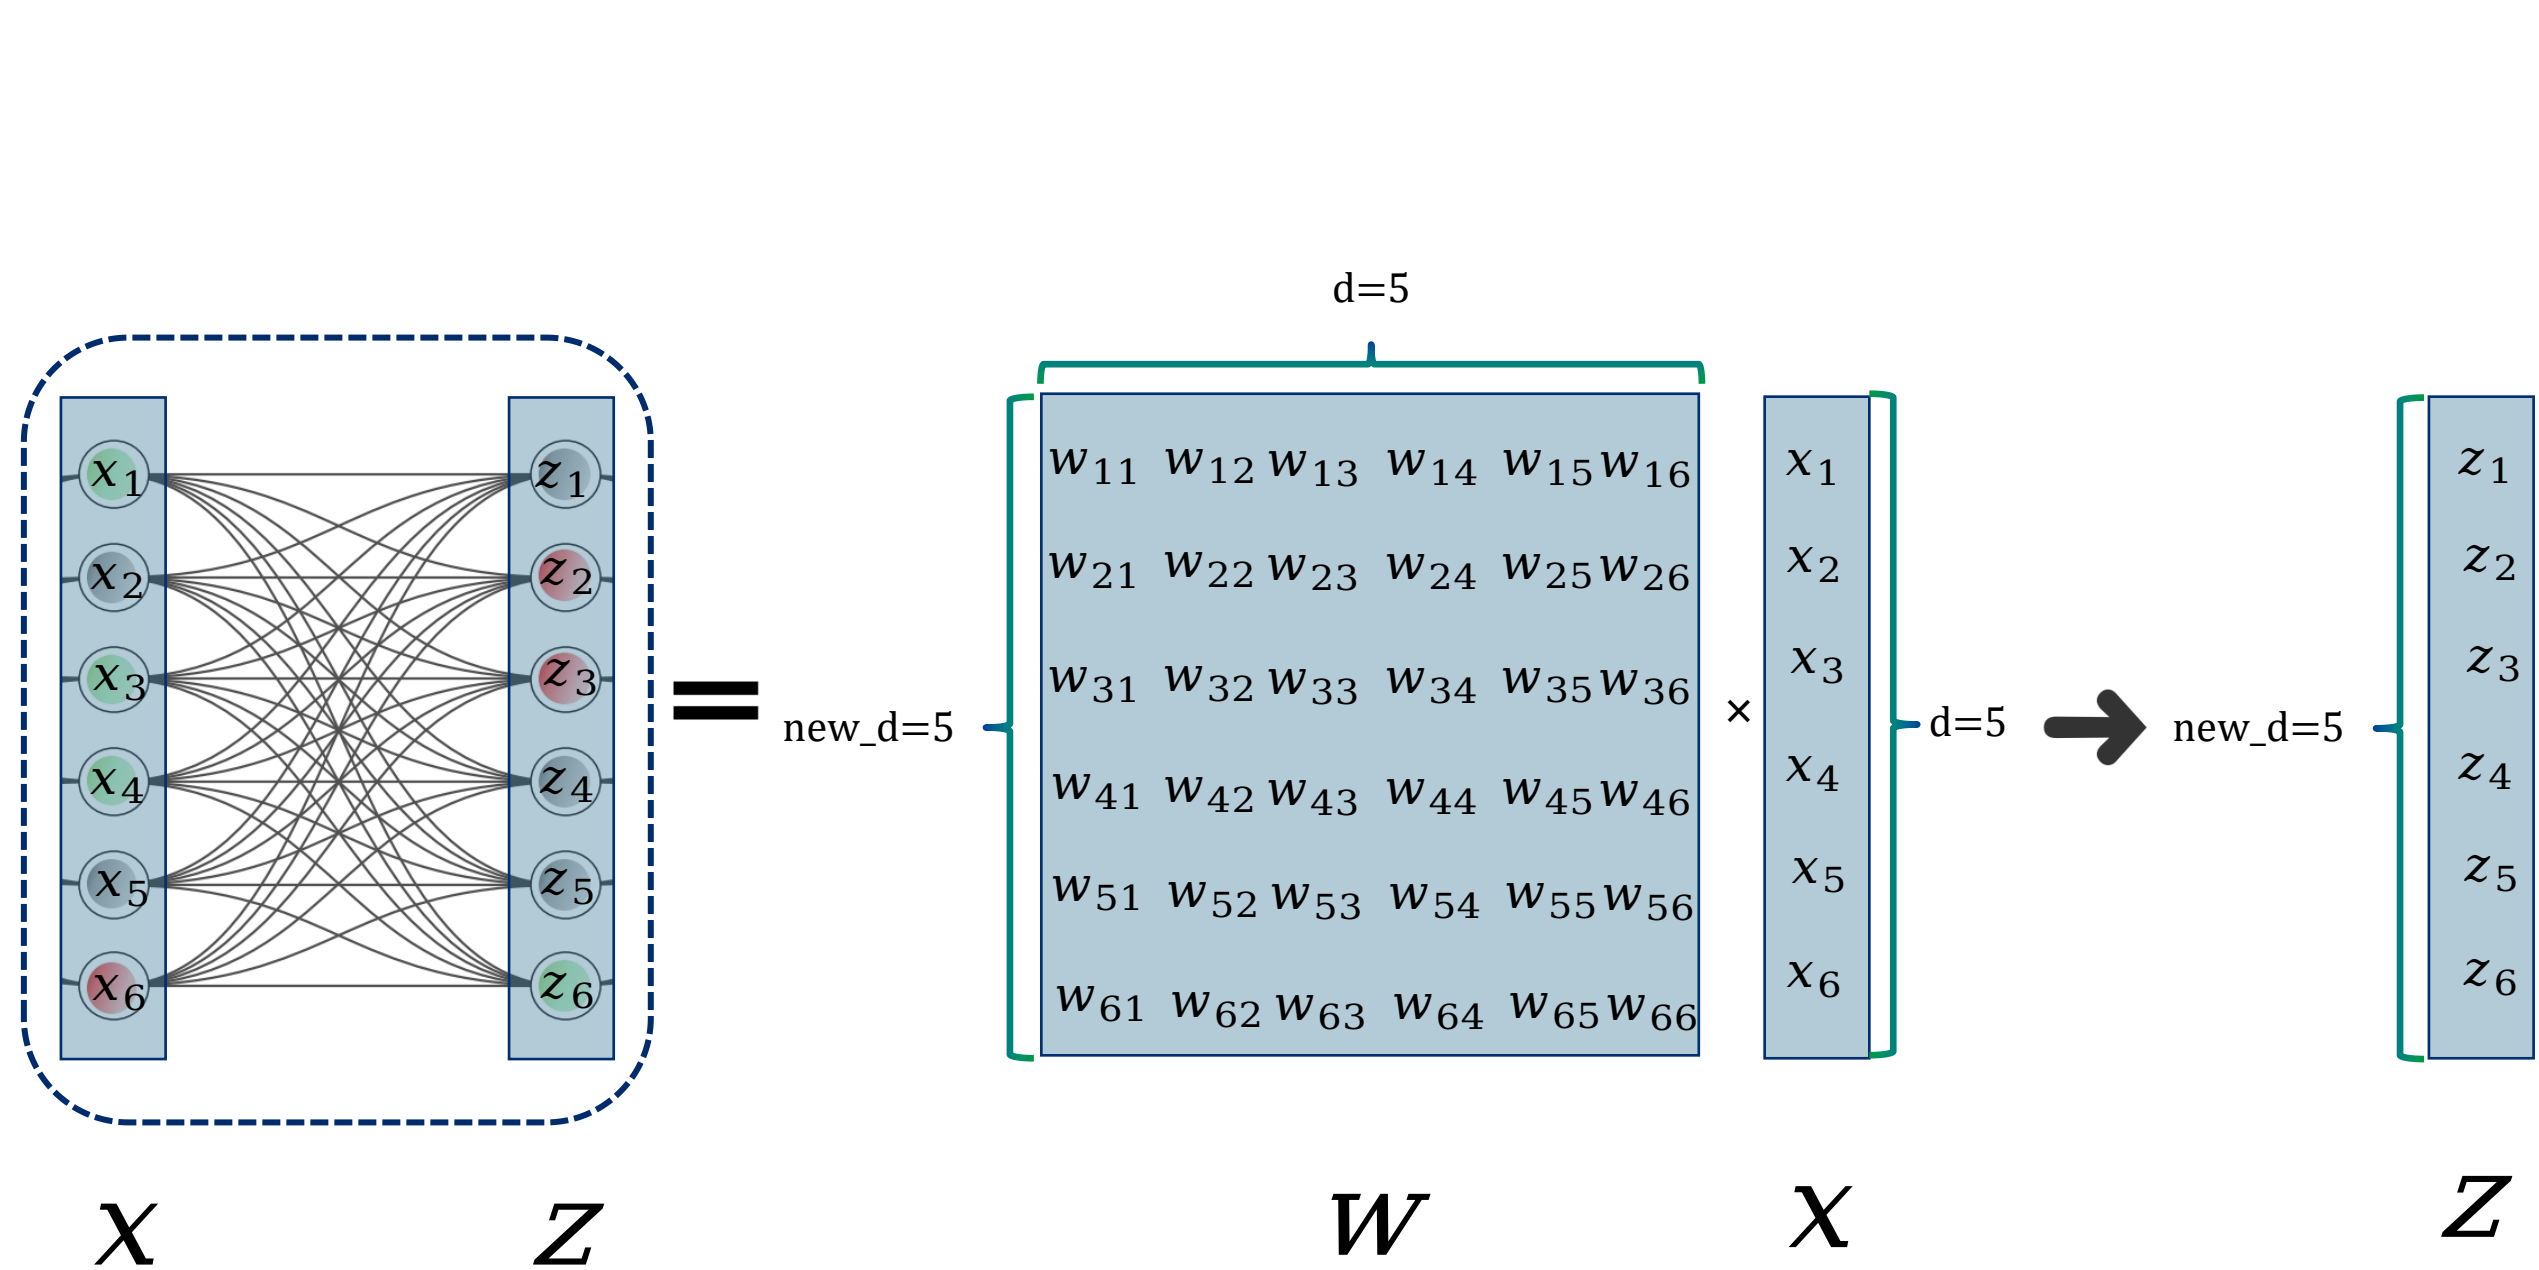 d=5
x1 z1
x2 z2
x3 z3
x4 z4
x5 z5
x6 z6
=
new_d=5
w11 w12 w13 w14 w15 w16
w21 w22 w23 w24 w25 w26
w31 w32 w33 w34 w35 w36
w41 w42 w43 w44 w45 w46
w51 w52 w53 w54 w55 w56
w61 w62 w63 w64 w65 w66
×
x1
x2
x3
x4
x5
x6
d=5
new_d=5
z1
z2
z3
z4
z5
z6
x z w x z